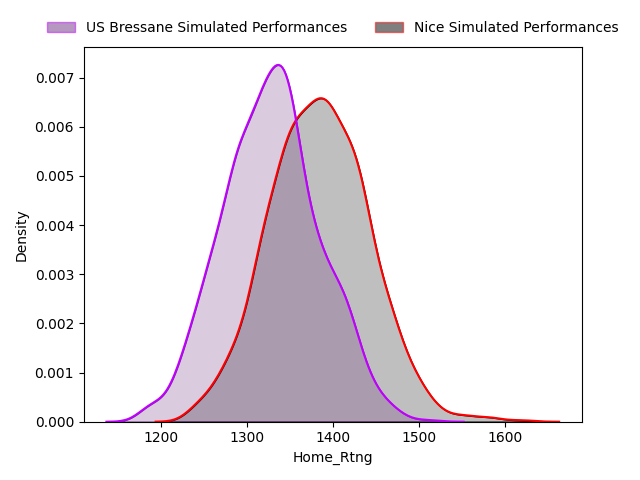 US Bressane Simulated Performances
Nice Simulated Performances
0.007
0.006
0.005
0.004
0.003
0.002
0.001
0.000
Density
1200 1300 1400 1500 1600
Home_Rtng